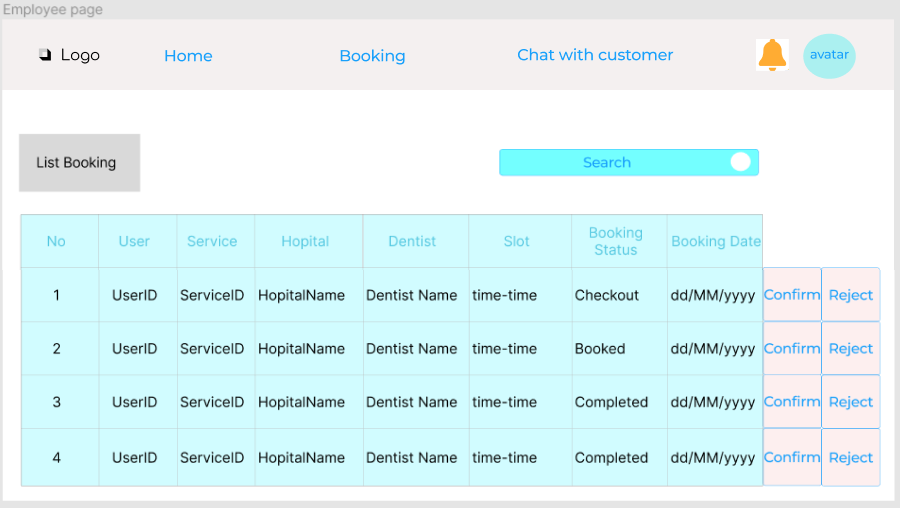 Employee page
Logo Home Booking Chat with customer avatar
List Booking
Search
No User Service Hopital Dentist Slot Booking Status Booking Date
1 UserID ServiceID HopitalName Dentist Name time-time Checkout dd/MM/yyyy Confirm Reject
2 UserID ServiceID HopitalName Dentist Name time-time Booked dd/MM/yyyy Confirm Reject
3 UserID ServiceID HopitalName Dentist Name time-time Completed dd/MM/yyyy Confirm Reject
4 UserID ServiceID HopitalName Dentist Name time-time Completed dd/MM/yyyy Confirm Reject